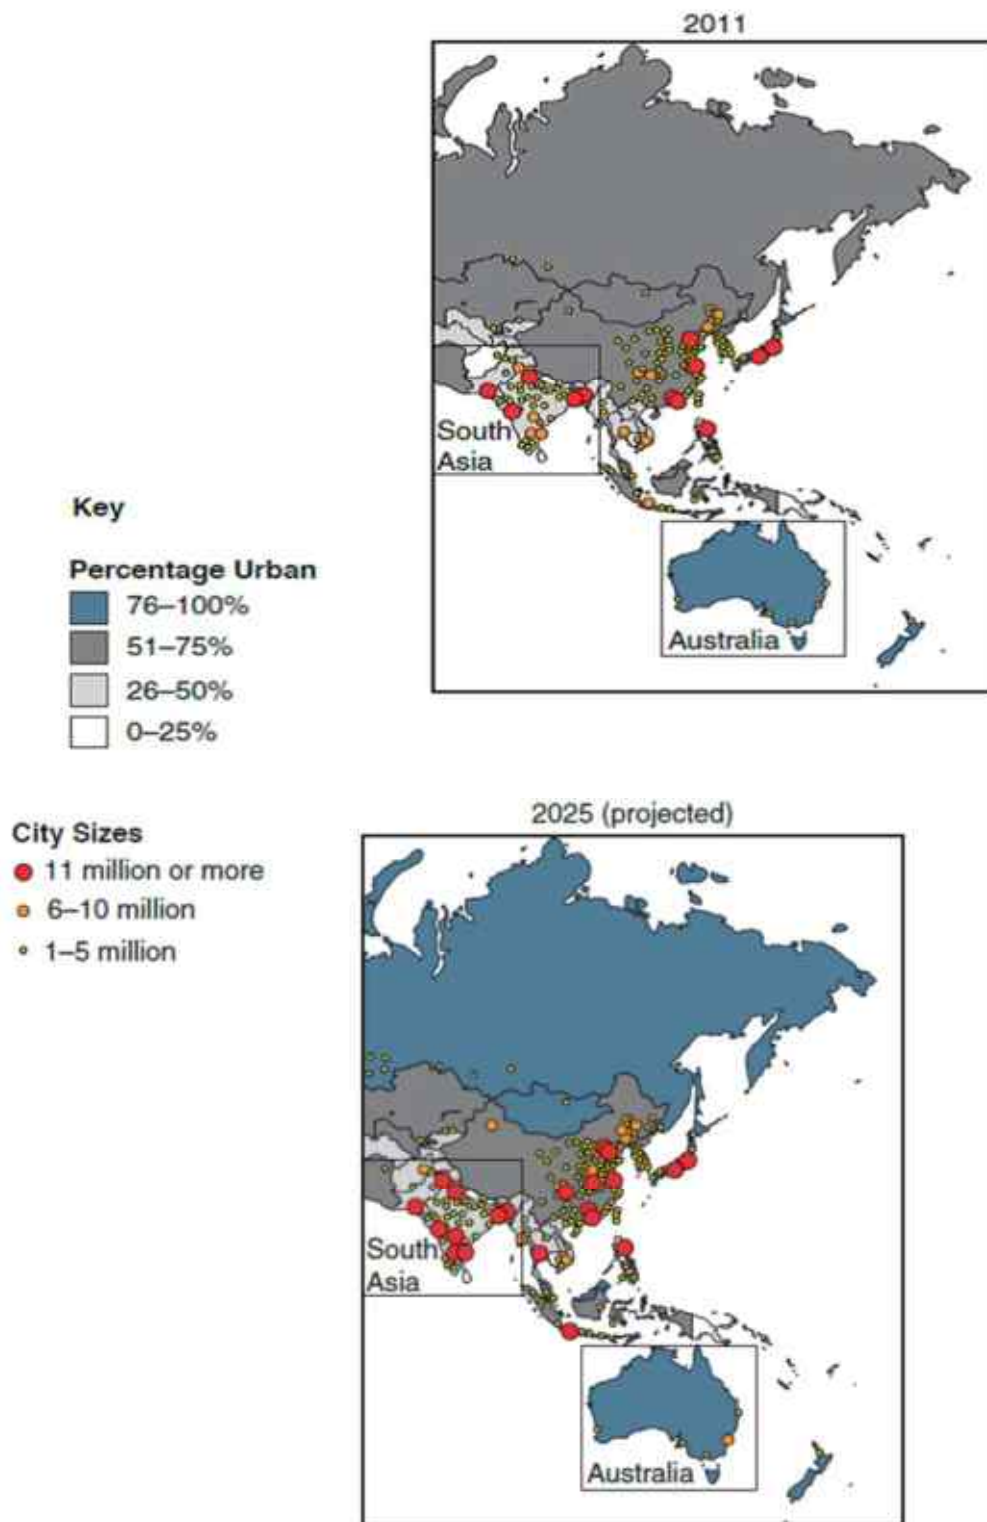 2011
South
Asia
Australia
Key
Percentage Urban
76–100%
51–75%
26–50%
0–25%
2025 (projected)
City Sizes
11 million or more
6–10 million
1–5 million
South
Asia
Australia